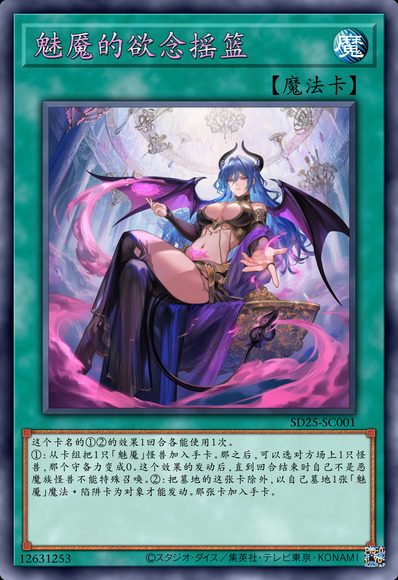 魅魇的欲念摇篮
魔
【魔法卡】
SD25-SC001
这个卡名的①②的效果1回合各能使用1次。
①:从卡组把1只「魅魇」怪兽加入手卡。那之后,可以选对方场上1只怪
兽,那个守备力变成0。这个效果的发动后,直到回合结束时自己不是恶
魔族怪兽不能特殊召唤。②:把墓地的这张卡除外,以自己墓地1张「魅
魇」魔法·陷阱卡为对象才能发动。那张卡加入手卡。
12631253
©スタジオ·ダイス/集英社·テレビ東京·KONAMI